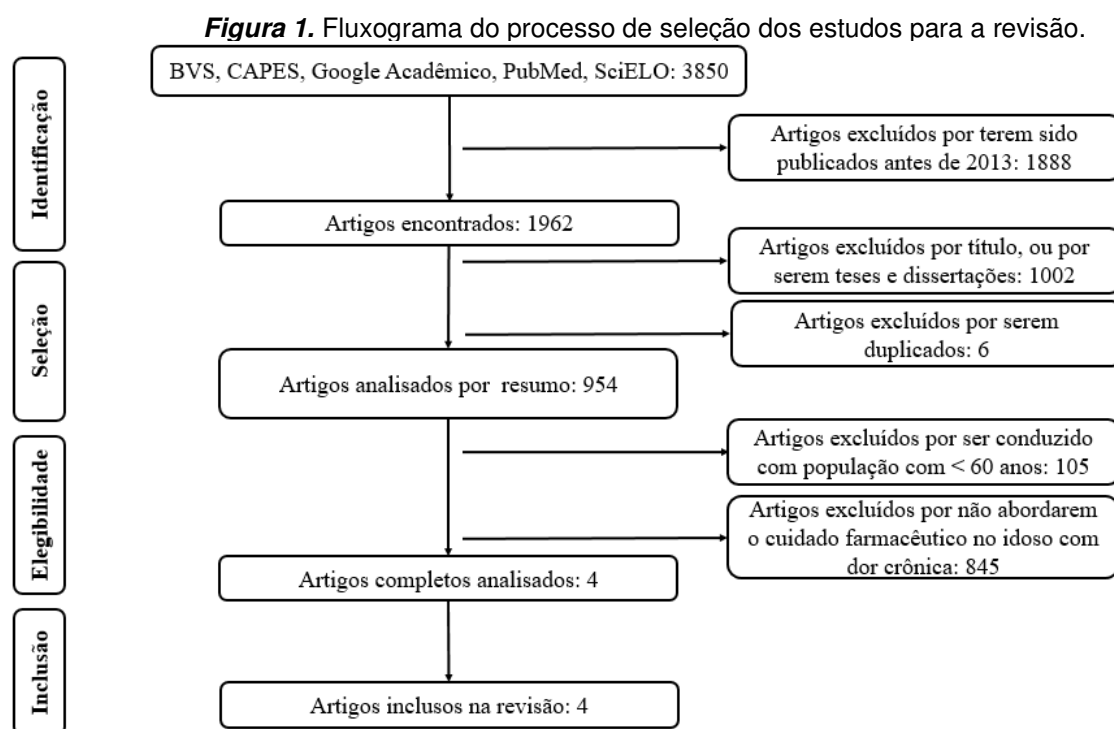 Figura 1. Fluxograma do processo de seleção dos estudos para a revisão.
Identificação
BVS, CAPES, Google Acadêmico, PubMed, SciELO: 3850
Artigos excluídos por terem sido
publicados antes de 2013: 1888
Artigos encontrados: 1962
Seleção
Artigos excluídos por título, ou por
serem teses e dissertações: 1002
Artigos excluídos por serem
duplicados: 6
Artigos analisados por resumo: 954
Elegibilidade
Artigos excluídos por ser conduzido
com população com < 60 anos: 105
Artigos excluídos por não abordarem
o cuidado farmacêutico no idoso com
dor crônica: 845
Artigos completos analisados: 4
Inclusão
Artigos inclusos na revisão: 4